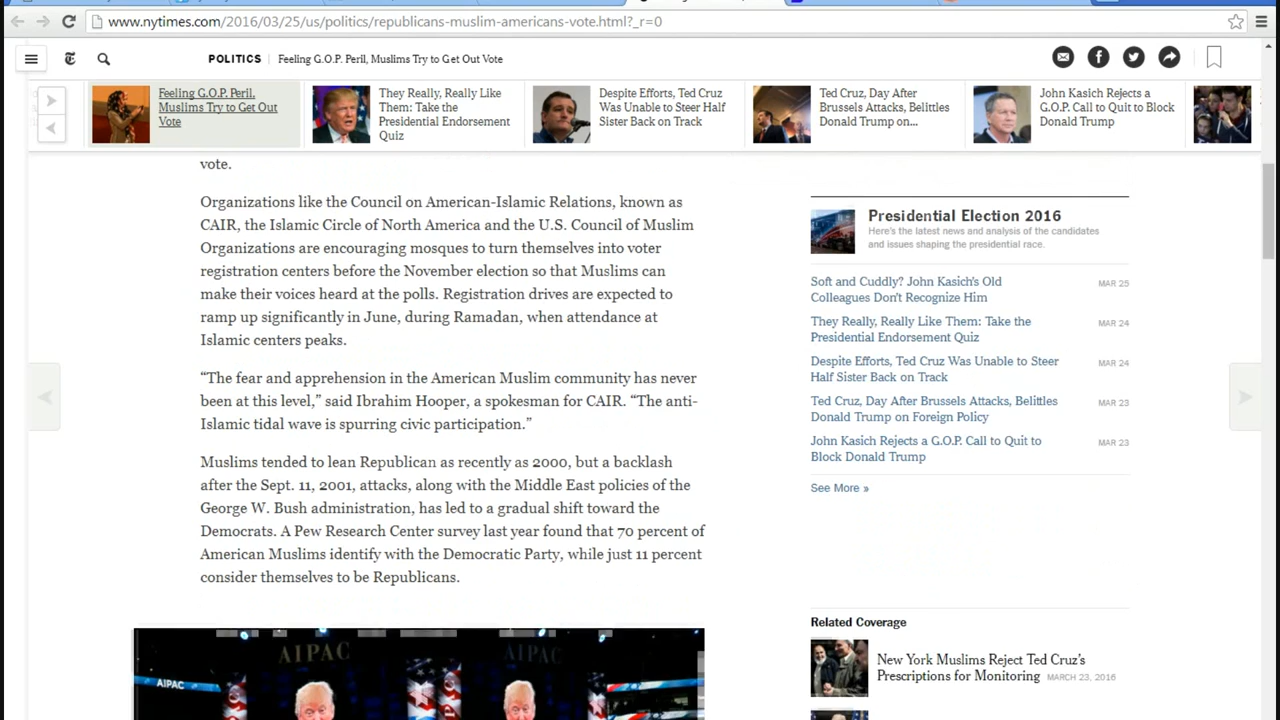 www.nytimes.com/2016/03/25/us/politics/republicans-muslim-americans-vote.html?_r=0
POLITICS
Feeling G.O.P. Peril, Muslims Try to Get Out Vote
Feeling G.O.P. Peril,
Muslims Try to Get Out
Vote
They Really, Really Like
Them: Take the
Presidential Endorsement
Quiz
Despite Efforts, Ted Cruz
Was Unable to Steer Half
Sister Back on Track
Ted Cruz, Day After
Brussels Attacks, Belittles
Donald Trump on...
John Kasich Rejects a
G.O.P. Call to Quit to Block
Donald Trump
vote.
Organizations like the Council on American-Islamic Relations, known as
CAIR, the Islamic Circle of North America and the U.S. Council of Muslim
Organizations are encouraging mosques to turn themselves into voter
registration centers before the November election so that Muslims can
make their voices heard at the polls. Registration drives are expected to
ramp up significantly in June, during Ramadan, when attendance at
Islamic centers peaks.
“The fear and apprehension in the American Muslim community has never
been at this level,” said Ibrahim Hooper, a spokesman for CAIR. “The anti-
Islamic tidal wave is spurring civic participation.”
Muslims tended to lean Republican as recently as 2000, but a backlash
after the Sept. 11, 2001, attacks, along with the Middle East policies of the
George W. Bush administration, has led to a gradual shift toward the
Democrats. A Pew Research Center survey last year found that 70 percent of
American Muslims identify with the Democratic Party, while just 11 percent
consider themselves to be Republicans.
AIPAC
AIPAC
AIPAC
Presidential Election 2016
Here's the latest news and analysis of the candidates
and issues shaping the presidential race.
Soft and Cuddly? John Kasich's Old
Colleagues Don't Recognize Him
MAR 25
They Really, Really Like Them: Take the
Presidential Endorsement Quiz
MAR 24
Despite Efforts, Ted Cruz Was Unable to Steer
Half Sister Back on Track
MAR 24
Ted Cruz, Day After Brussels Attacks, Belittles
Donald Trump on Foreign Policy
MAR 23
John Kasich Rejects a G.O.P. Call to Quit to
Block Donald Trump
MAR 23
See More »
Related Coverage
New York Muslims Reject Ted Cruz's
Prescriptions for Monitoring MARCH 23, 2016